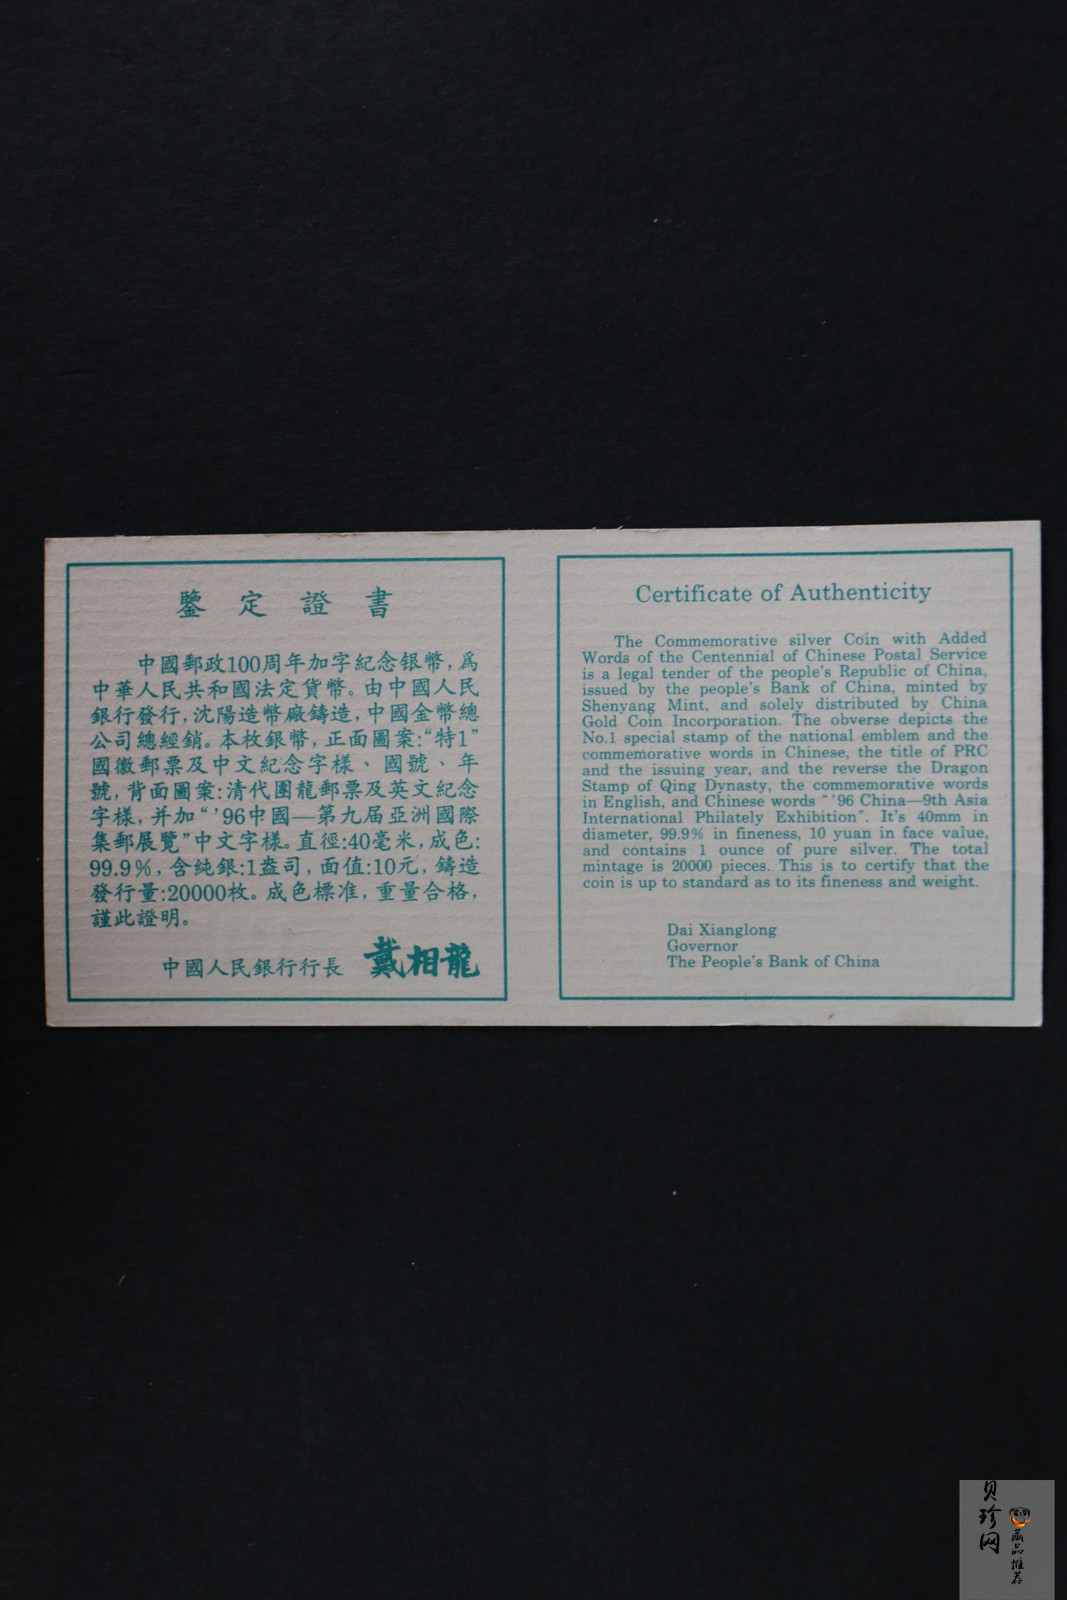 鑒定證書
中國郵政100周年加字紀念银幣,爲
中華人民共和國法定貨幣。由中國人民
銀行發行,沈陽造幣廠鑄造,中國金幣總
公司總經銷。本枚銀幣,正面圖案:“特1”
國徽郵票及中文紀念字樣、國號、年
號,背面圖案:清代團龍郵票及英文紀念
字樣,并加“'96中國—第九届亞洲國際
集郵展覽”中文字樣。直徑:40毫米,成色:
99.9%,含純銀:1盎司,面值:10元,鑄造
發行量:20000枚。成色標准,重量合格,
謹此證明。
中國人民銀行行長 戴相龍
Certificate of Authenticity
The Commemorative silver Coin with Added
Words of the Centennial of Chinese Postal Service
is a legal tender of the people's Republic of China,
issued by the people's Bank of China, minted by
Shenyang Mint, and solely distributed by China
Gold Coin Incorporation. The obverse depicts the
No.1 special stamp of the national emblem and the
commemorative words in Chinese, the title of PRC
and the issuing year, and the reverse the Dragon
Stamp of Qing Dynasty, the commemorative words
in English, and Chinese words “'96 China—9th Asia
International Philately Exhibition”. It's 40mm in
diameter, 99.9% in fineness, 10 yuan in face value,
and contains 1 ounce of pure silver. The total
mintage is 20000 pieces. This is to certify that the
coin is up to standard as to its fineness and weight.
Dai Xianglong
Governor
The People's Bank of China
贝珍网
藏品推荐